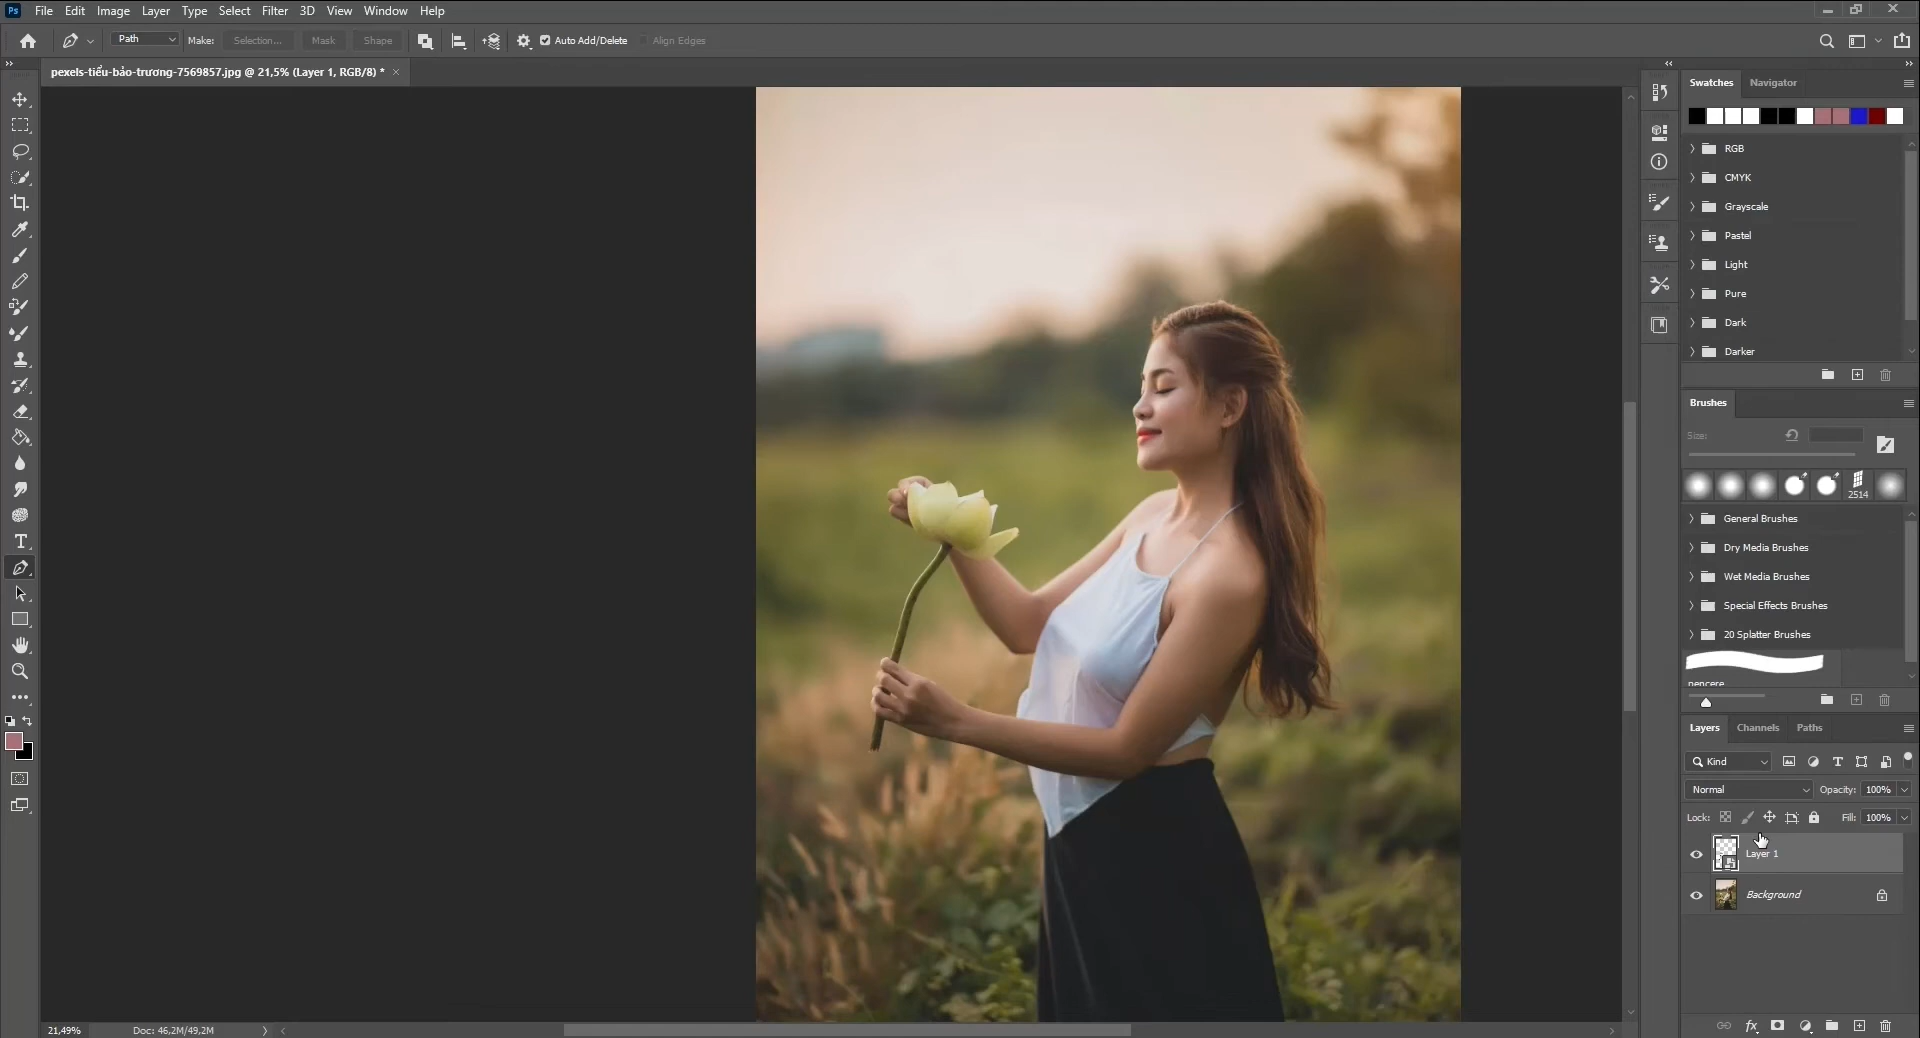 Ps File Edit Image Layer Type Select Filter 3D View Window Help
Path Make: Selection... Mask Shape Auto Add/Delete Align Edges
pexels-tiểu-bảo-trương-7569857.jpg @ 21,5% (Layer 1, RGB/8) *
Swatches Navigator
RGB
CMYK
Grayscale
Pastel
Light
Pure
Dark
Darker
Brushes
Size:
2514
General Brushes
Dry Media Brushes
Wet Media Brushes
Special Effects Brushes
20 Splatter Brushes
pencere
Layers Channels Paths
Kind
Normal Opacity: 100%
Lock: Fill: 100%
Layer 1
Background
21,49% Doc: 46,2M/49,2M
fx